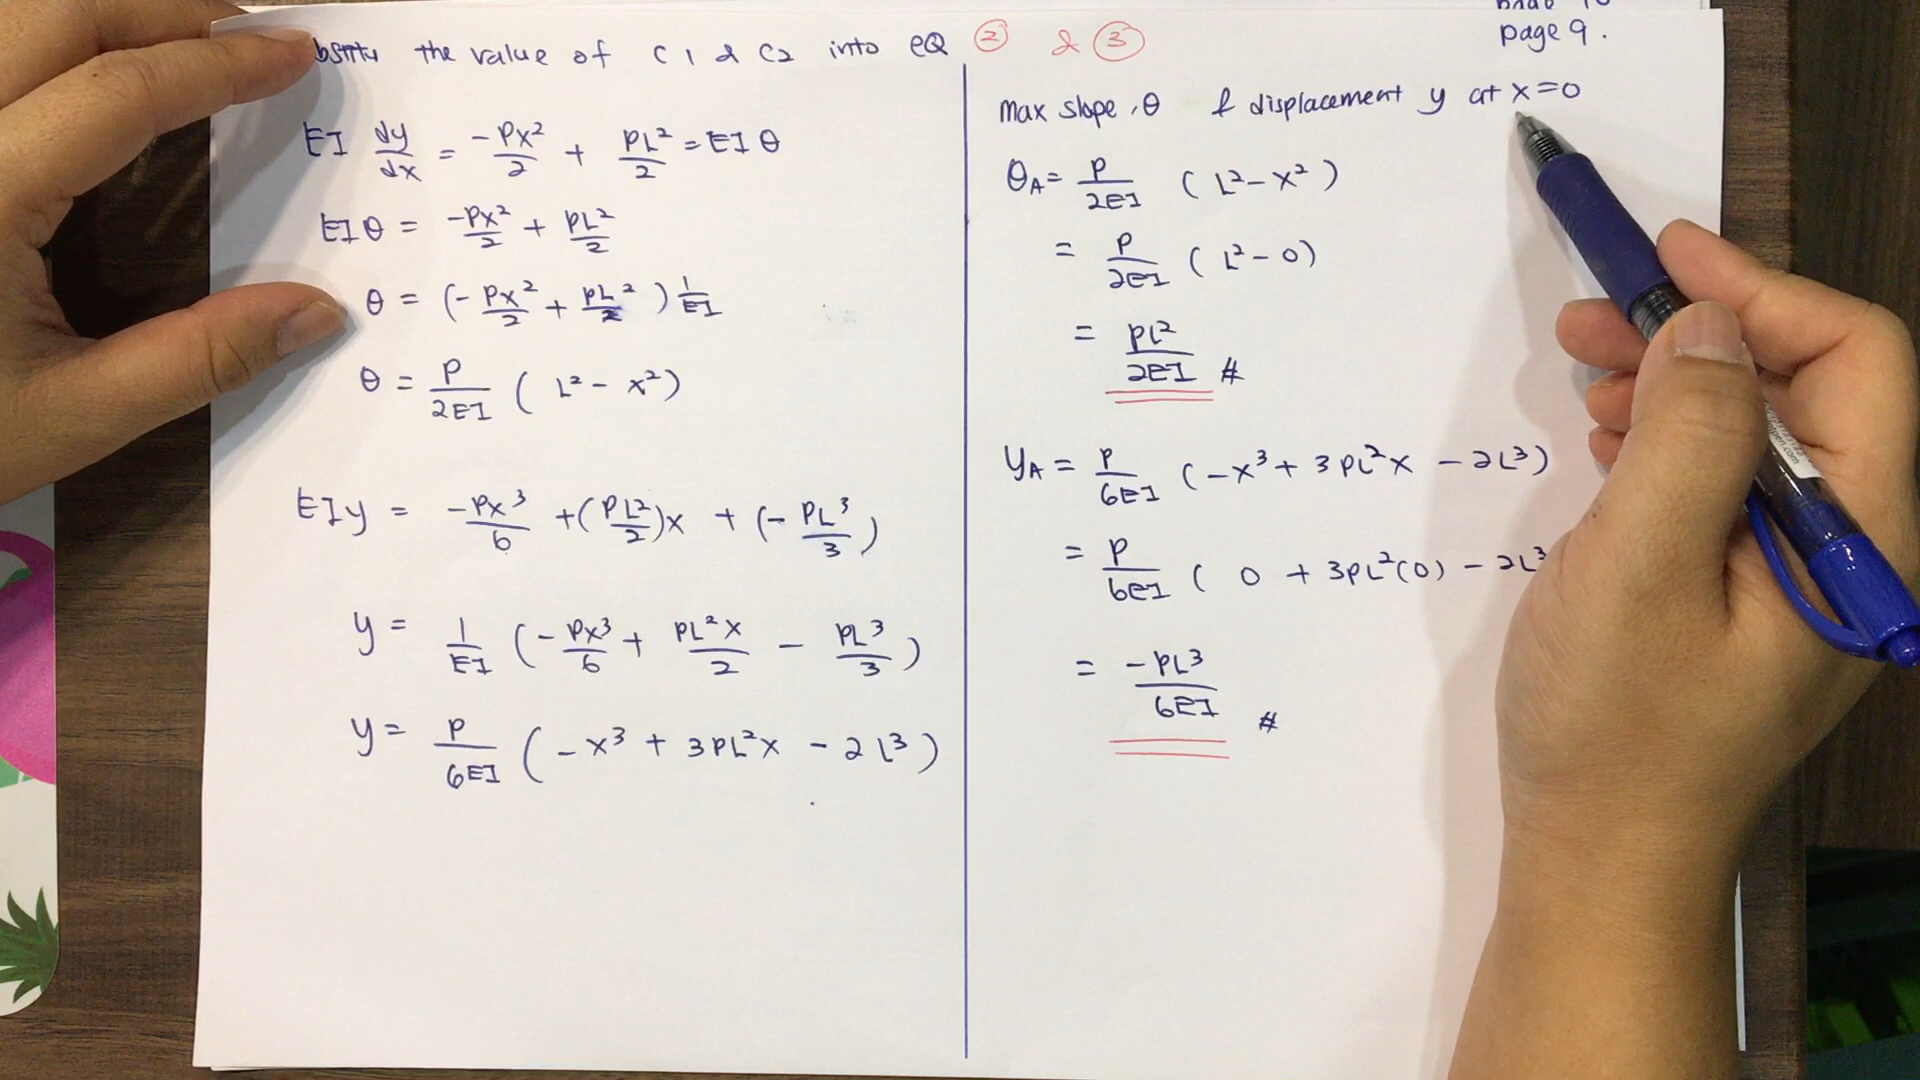 the value of C1 & C2 into eQ ② & ③
EI dy/dx = -Px²/2 + PL²/2 = EI θ
EIθ = -Px²/2 + PL²/2
θ = (- Px²/2 + PL²/2) 1/EI
θ = P/2EI ( L² - x²)
EIy = -Px³/6 + (PL²/2)x + (- PL³/3)
y = 1/EI (- Px³/6 + PL²x/2 - PL³/3)
y = P/6EI ( - x³ + 3PL²x - 2L³ )
page 9.
Max slope, θ & displacement y at x=0
θA = P/2EI ( L² - x² )
= P/2EI ( L² - 0)
= PL²/2EI #
yA = P/6EI ( -x³ + 3PL²x - 2L³)
= P/6EI ( 0 + 3PL²(0) - 2L³
= -PL³/6EI #